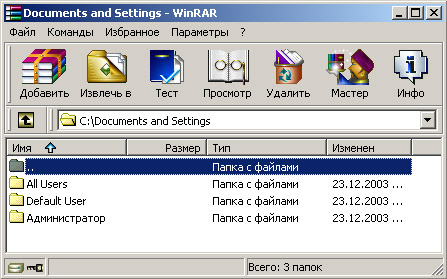 Documents and Settings - WinRAR
Файл Команды Избранное Параметры ?
Добавить Извлечь в Тест Просмотр Удалить Мастер Инфо
C:\Documents and Settings
Имя Размер Тип Изменен
.. Папка с файлами
All Users Папка с файлами 23.12.2003 ...
Default User Папка с файлами 23.12.2003 ...
Администратор Папка с файлами 23.12.2003 ...
Всего: 3 папок